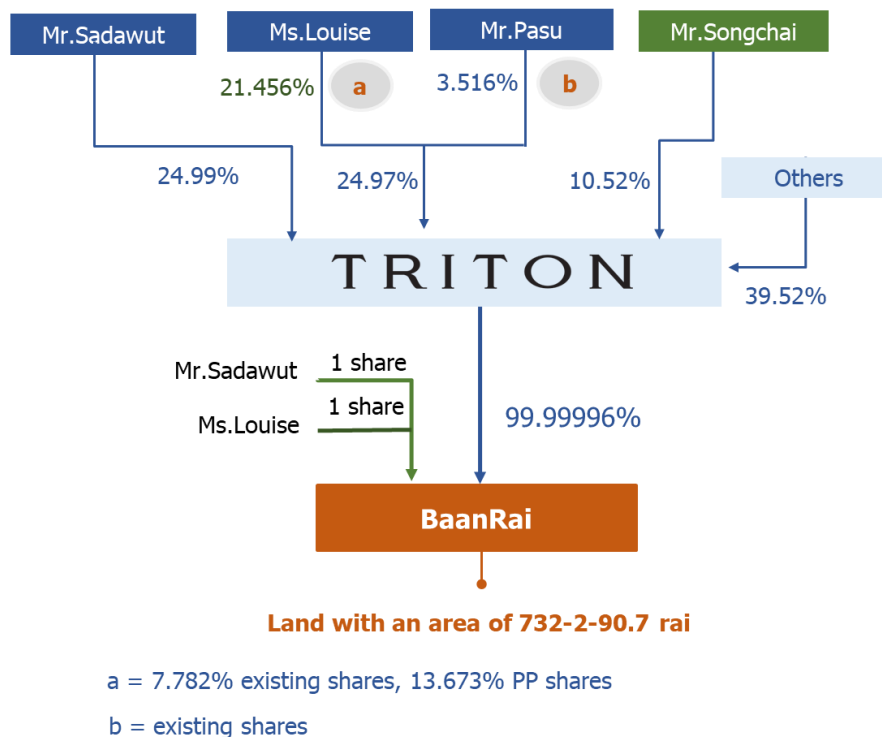 Mr.Sadawut
Ms.Louise
Mr.Pasu
Mr.Songchai
21.456%
a
3.516%
b
24.99%
24.97%
10.52%
Others
TRITON
39.52%
Mr.Sadawut
1 share
Ms.Louise
1 share
99.99996%
BaanRai
Land with an area of 732-2-90.7 rai
a = 7.782% existing shares, 13.673% PP shares
b = existing shares